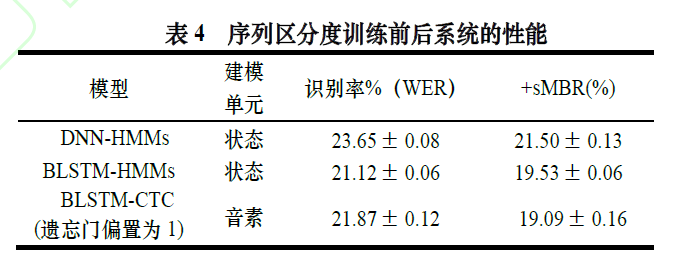 表 4 序列区分度训练前后系统的性能
模型 建模单元 识别率%（WER） +sMBR(%)
DNN-HMMs 状态 23.65 ± 0.08 21.50 ± 0.13
BLSTM-HMMs 状态 21.12 ± 0.06 19.53 ± 0.06
BLSTM-CTC
(遗忘门偏置为 1) 音素 21.87 ± 0.12 19.09 ± 0.16